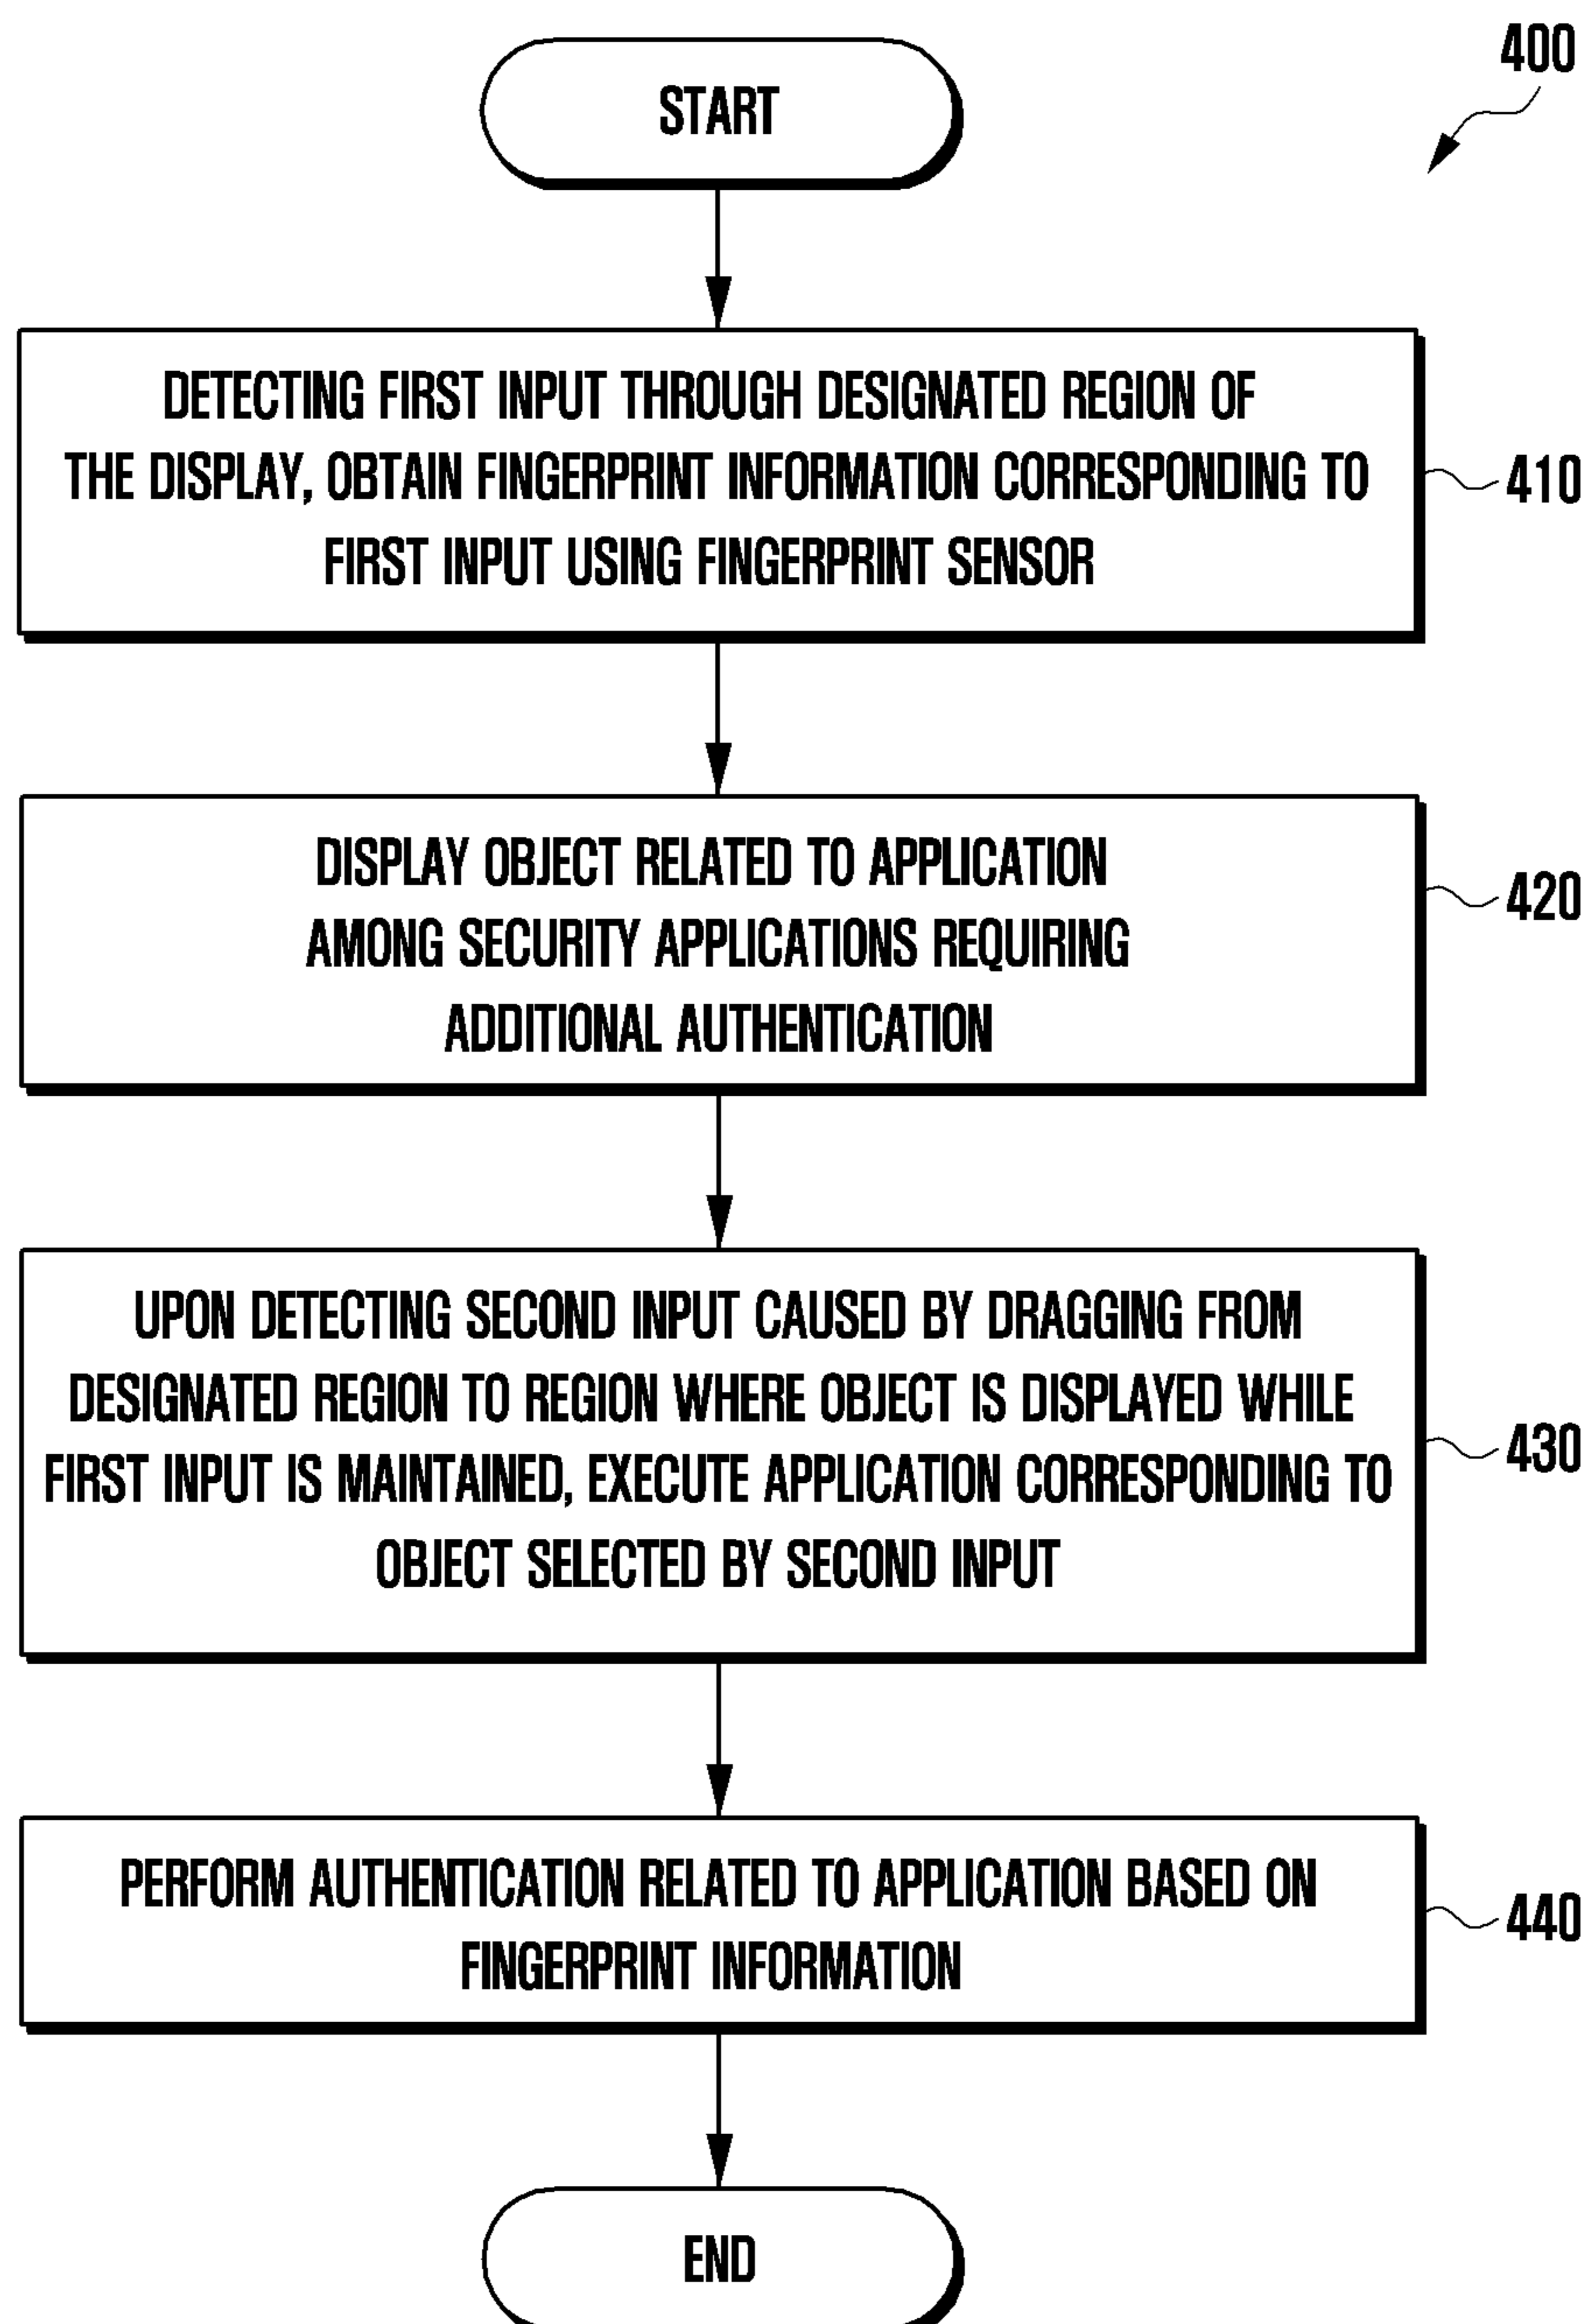 400
START
DETECTING FIRST INPUT THROUGH DESIGNATED REGION OF
THE DISPLAY, OBTAIN FINGERPRINT INFORMATION CORRESPONDING TO
FIRST INPUT USING FINGERPRINT SENSOR
410
DISPLAY OBJECT RELATED TO APPLICATION
AMONG SECURITY APPLICATIONS REQUIRING
ADDITIONAL AUTHENTICATION
420
UPON DETECTING SECOND INPUT CAUSED BY DRAGGING FROM
DESIGNATED REGION TO REGION WHERE OBJECT IS DISPLAYED WHILE
FIRST INPUT IS MAINTAINED, EXECUTE APPLICATION CORRESPONDING TO
OBJECT SELECTED BY SECOND INPUT
430
PERFORM AUTHENTICATION RELATED TO APPLICATION BASED ON
FINGERPRINT INFORMATION
440
END